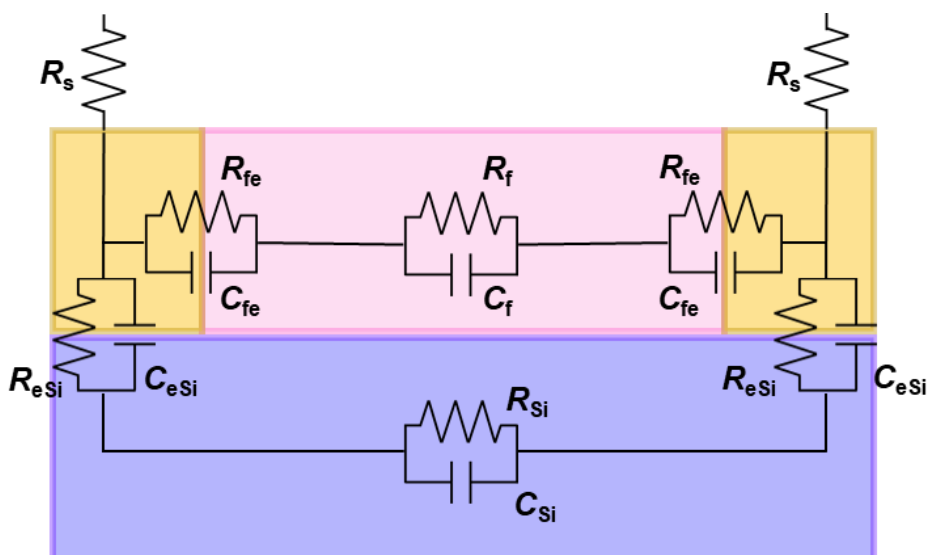 Rs
Rs
Rfe
Rf
Rfe
Cfe
Cf
Cfe
ReSi
CeSi
ReSi
CeSi
RSi
CSi